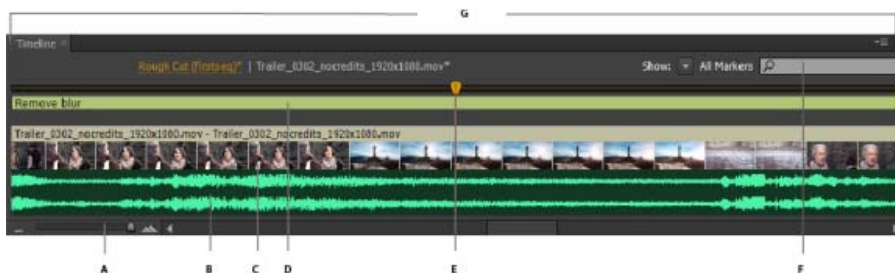 G
Timeline ×
Rough Cut (firstseq)* | Trailer_0302_nocredits_1920x1080.mov*
Show: All Markers
Remove blur
Trailer_0302_nocredits_1920x1080.mov - Trailer_0302_nocredits_1920x1080.mov
A B C D E F